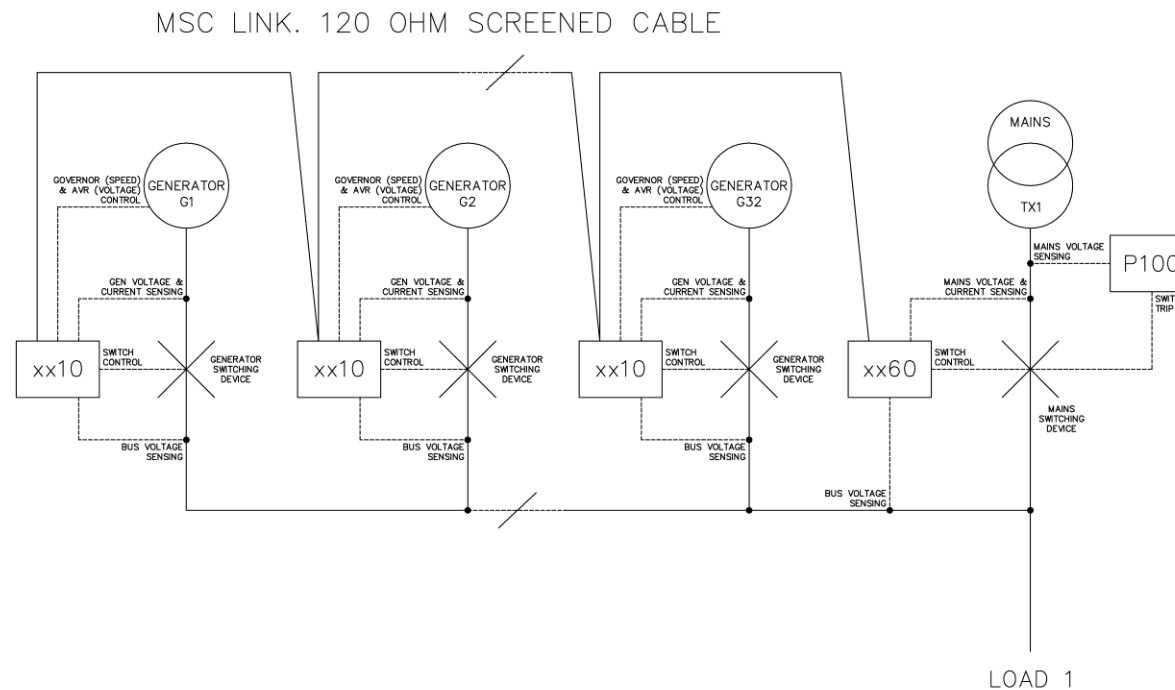 MSC LINK. 120 OHM SCREENED CABLE
GOVERNOR (SPEED)
& AVR (VOLTAGE)
CONTROL
GENERATOR
G1
GEN VOLTAGE &
CURRENT SENSING
xx10
SWITCH
CONTROL
GENERATOR
SWITCHING
DEVICE
BUS VOLTAGE
SENSING
GOVERNOR (SPEED)
& AVR (VOLTAGE)
CONTROL
GENERATOR
G2
GEN VOLTAGE &
CURRENT SENSING
xx10
SWITCH
CONTROL
GENERATOR
SWITCHING
DEVICE
BUS VOLTAGE
SENSING
GOVERNOR (SPEED)
& AVR (VOLTAGE)
CONTROL
GENERATOR
G32
GEN VOLTAGE &
CURRENT SENSING
xx10
SWITCH
CONTROL
GENERATOR
SWITCHING
DEVICE
BUS VOLTAGE
SENSING
MAINS
TX1
MAINS VOLTAGE
SENSING
P100
SWIT
TRIP
MAINS VOLTAGE &
CURRENT SENSING
xx60
SWITCH
CONTROL
MAINS
SWITCHING
DEVICE
BUS VOLTAGE
SENSING
LOAD 1